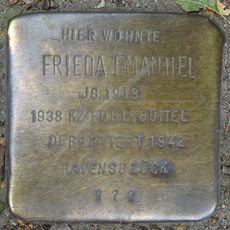 HIER WOHNTE
FRIEDA EMANUEL
JG. 1913
1938 KZ FUHLSBÜTTEL
DEPORTIERT 1942
RAVENSBRÜCK
? ? ?